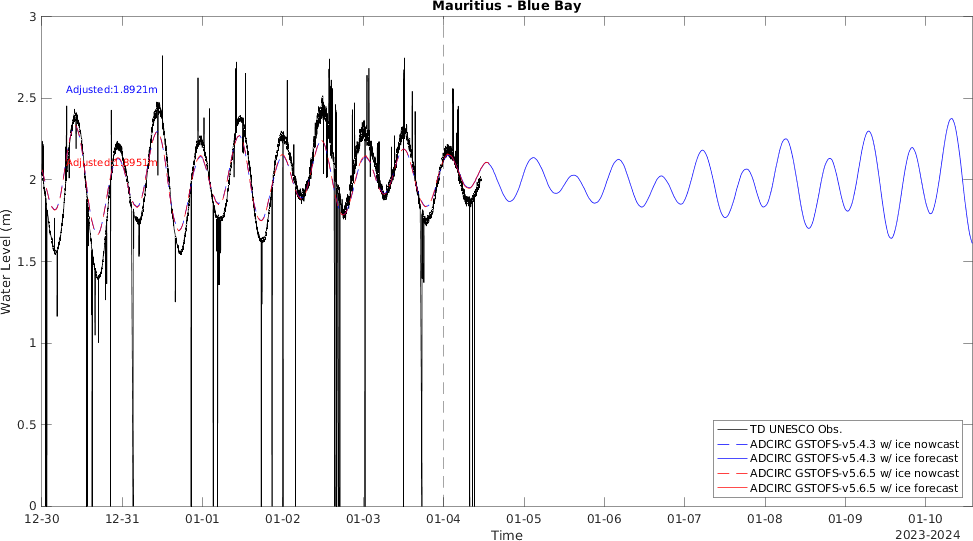 Mauritius - Blue Bay
3
2.5
2
1.5
1
0.5
0
Water Level (m)
Adjusted:1.8921m
Adjusted:1.8951m
TD UNESCO Obs.
ADCIRC GSTOFS-v5.4.3 w/ ice nowcast
ADCIRC GSTOFS-v5.4.3 w/ ice forecast
ADCIRC GSTOFS-v5.6.5 w/ ice nowcast
ADCIRC GSTOFS-v5.6.5 w/ ice forecast
12-30 12-31 01-01 01-02 01-03 01-04 01-05 01-06 01-07 01-08 01-09 01-10
Time
2023-2024